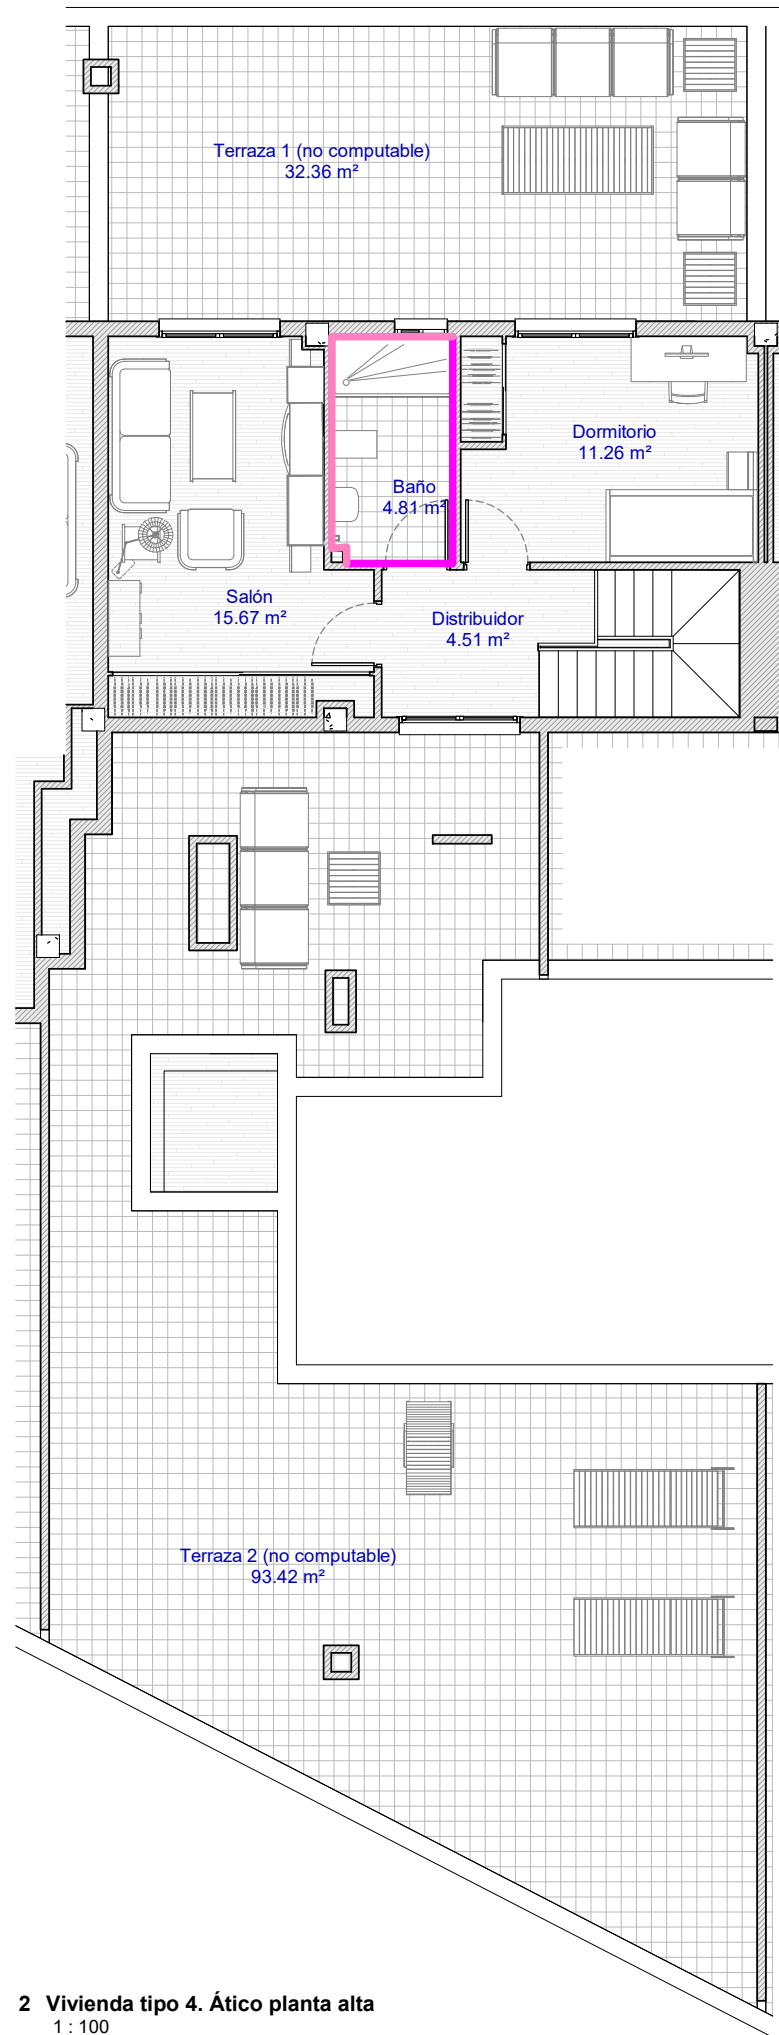 Terraza 1 (no computable)
32.36 m²
Dormitorio
11.26 m²
Baño
4.81 m²
Salón
15.67 m²
Distribuidor
4.51 m²
Terraza 2 (no computable)
93.42 m²
2 Vivienda tipo 4. Ático planta alta
1 : 100